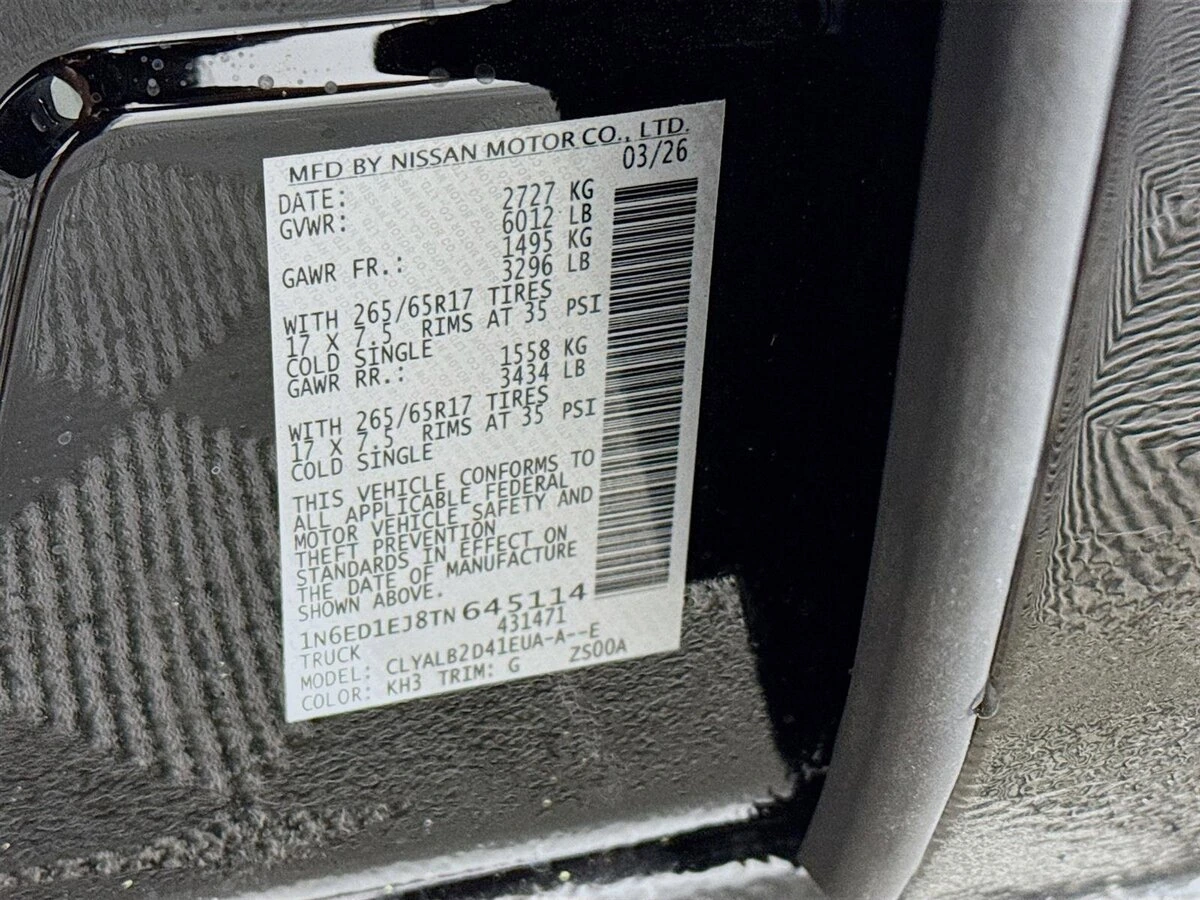 MFD BY NISSAN MOTOR CO., LTD.
DATE: 03/26
GVWR: 2727 KG
6012 LB
GAWR FR.: 1495 KG
3296 LB
WITH 265/65R17 TIRES
17 X 7.5 RIMS AT 35 PSI
COLD SINGLE
GAWR RR.: 1558 KG
3434 LB
WITH 265/65R17 TIRES
17 X 7.5 RIMS AT 35 PSI
COLD SINGLE
THIS VEHICLE CONFORMS TO
ALL APPLICABLE FEDERAL
MOTOR VEHICLE SAFETY AND
THEFT PREVENTION
STANDARDS IN EFFECT ON
THE DATE OF MANUFACTURE
SHOWN ABOVE.
1N6ED1EJ8TN645114
TRUCK 431471
MODEL: CLYALB2D41EUA-A--E
COLOR: KH3 TRIM: G ZS00A